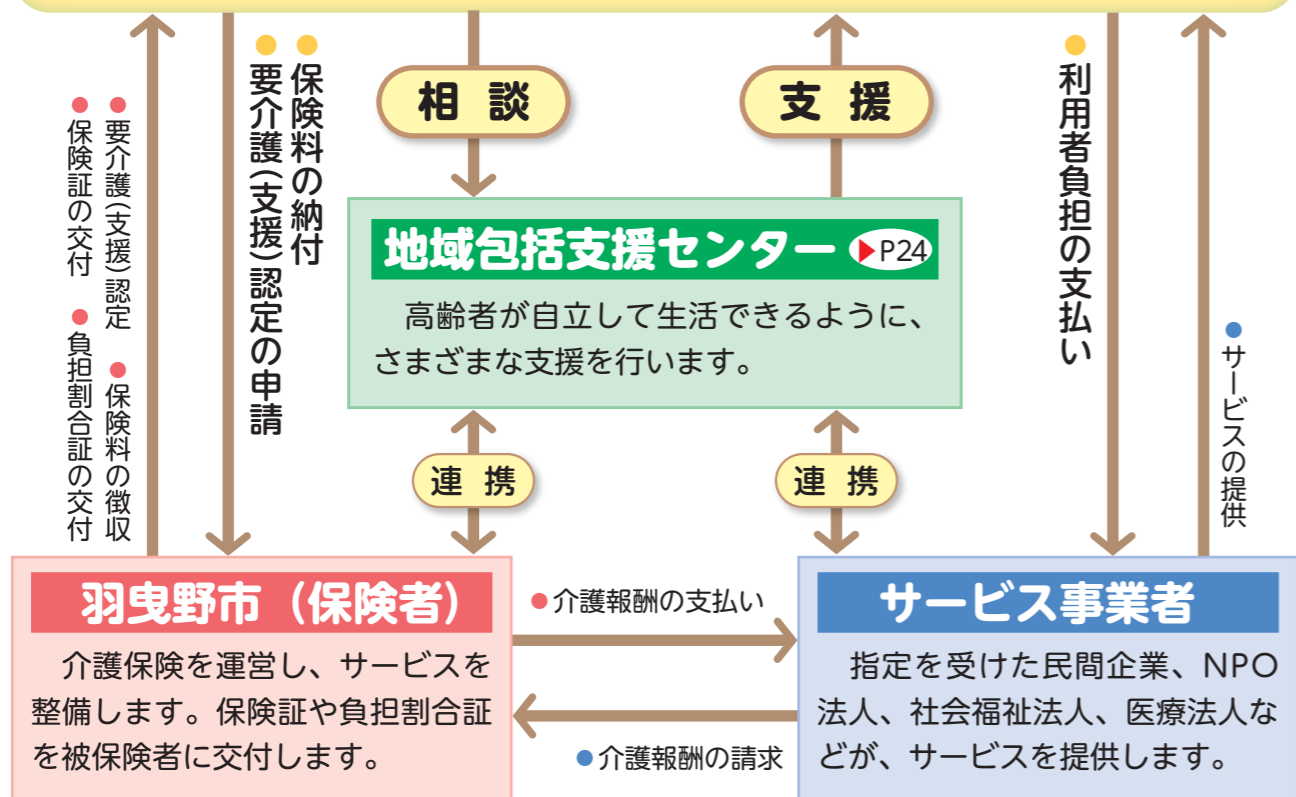 ●要介護(支援)認定　●保険料の徴収
●保険証の交付　●負担割合証の交付
●保険料の納付
●要介護(支援)認定の申請
相 談
支 援
●利用者負担の支払い
●サービスの提供
地域包括支援センター ▶P24
高齢者が自立して生活できるように、
さまざまな支援を行います。
連 携
連 携
羽曳野市（保険者）
介護保険を運営し、サービスを
整備します。保険証や負担割合証
を被保険者に交付します。
●介護報酬の支払い
●介護報酬の請求
サービス事業者
指定を受けた民間企業、NPO
法人、社会福祉法人、医療法人な
どが、サービスを提供します。